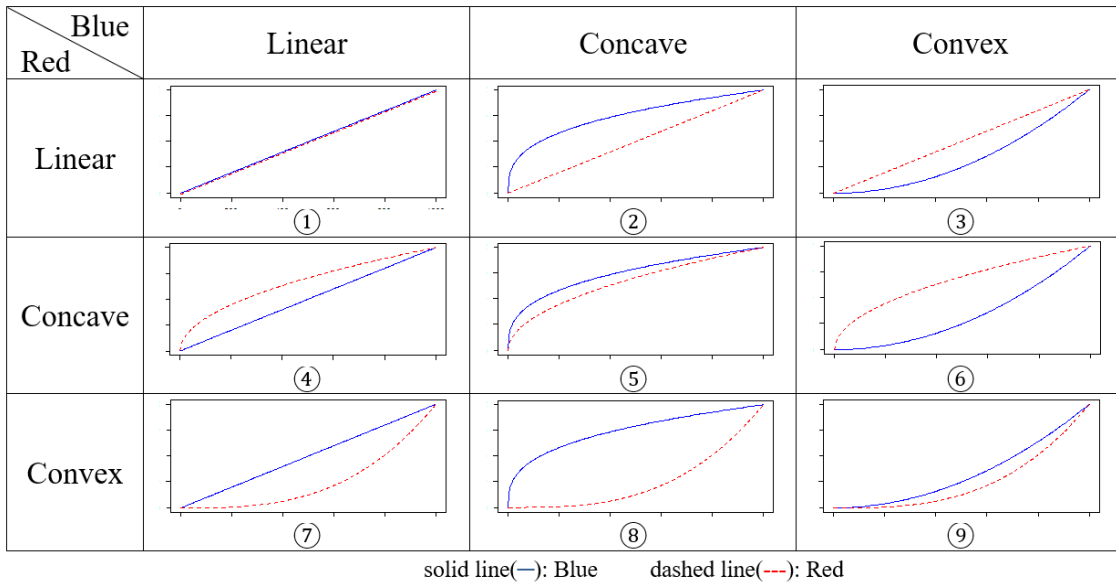 Blue
Red
Linear Concave Convex
Linear
① ② ③
Concave
④ ⑤ ⑥
Convex
⑦ ⑧ ⑨
solid line(—): Blue dashed line(---): Red